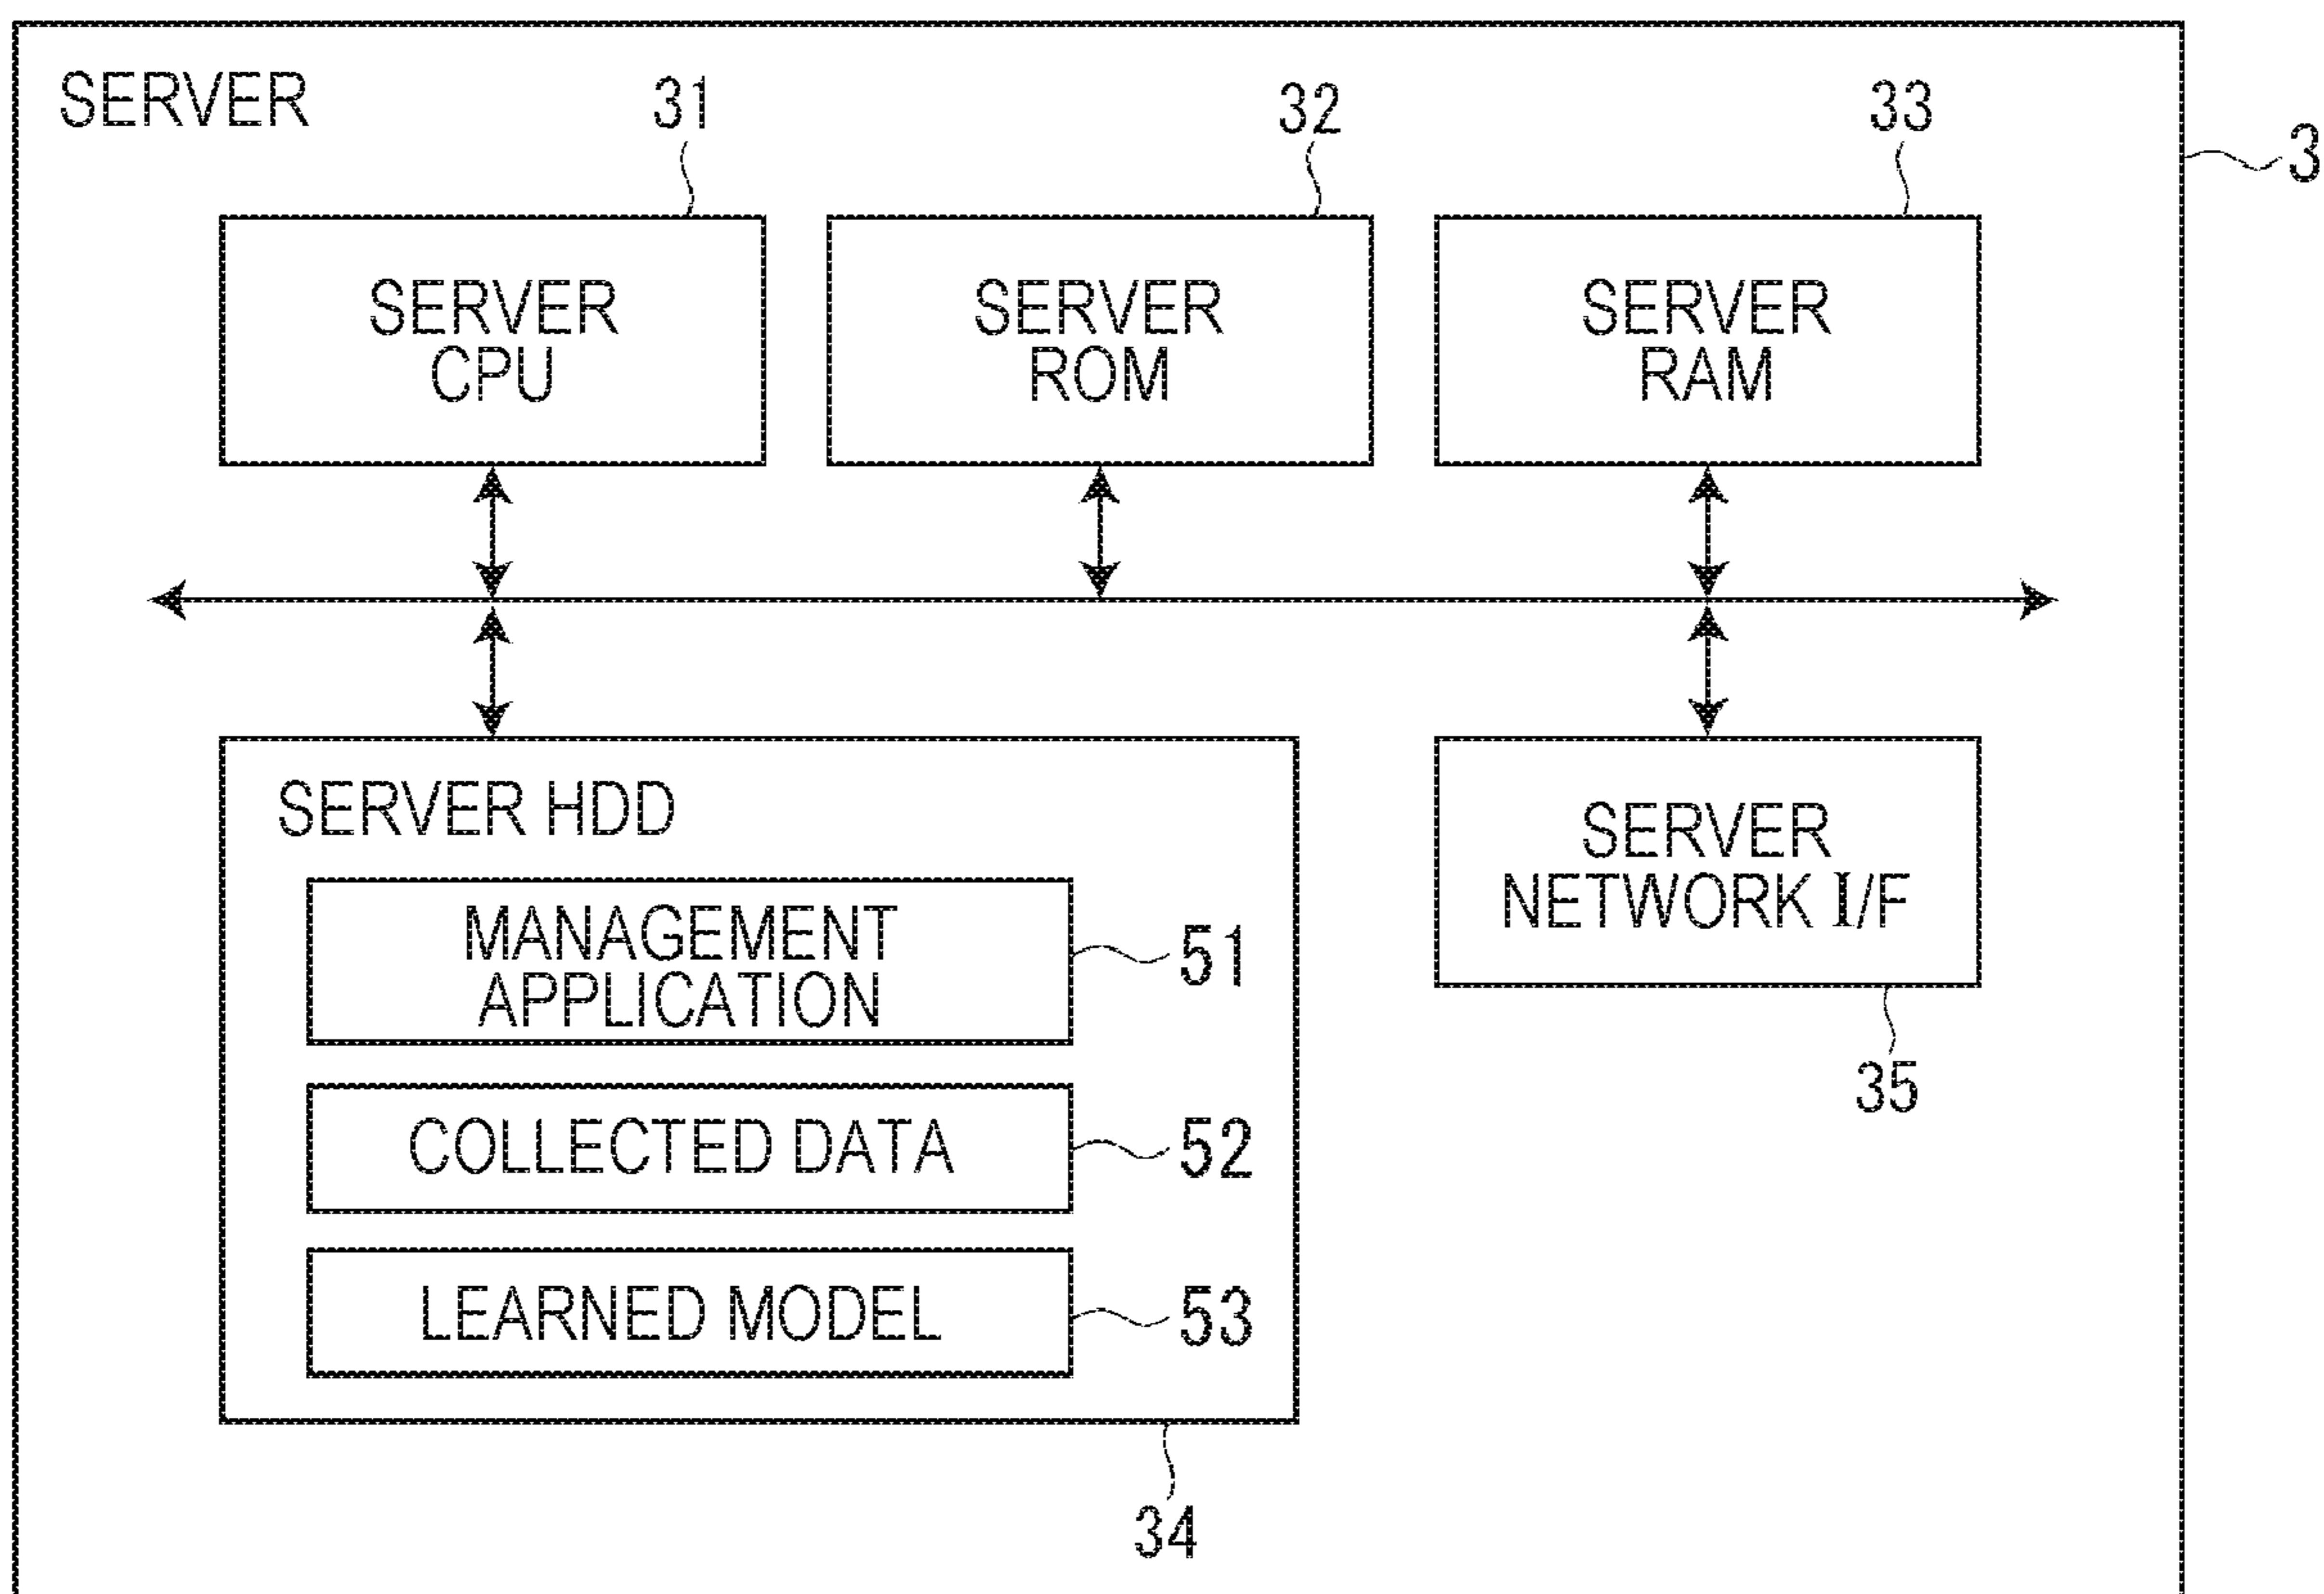 SERVER
31
32
33
3
SERVER
CPU
SERVER
ROM
SERVER
RAM
SERVER HDD
MANAGEMENT
APPLICATION
51
COLLECTED DATA
52
LEARNED MODEL
53
34
SERVER
NETWORK I/F
35